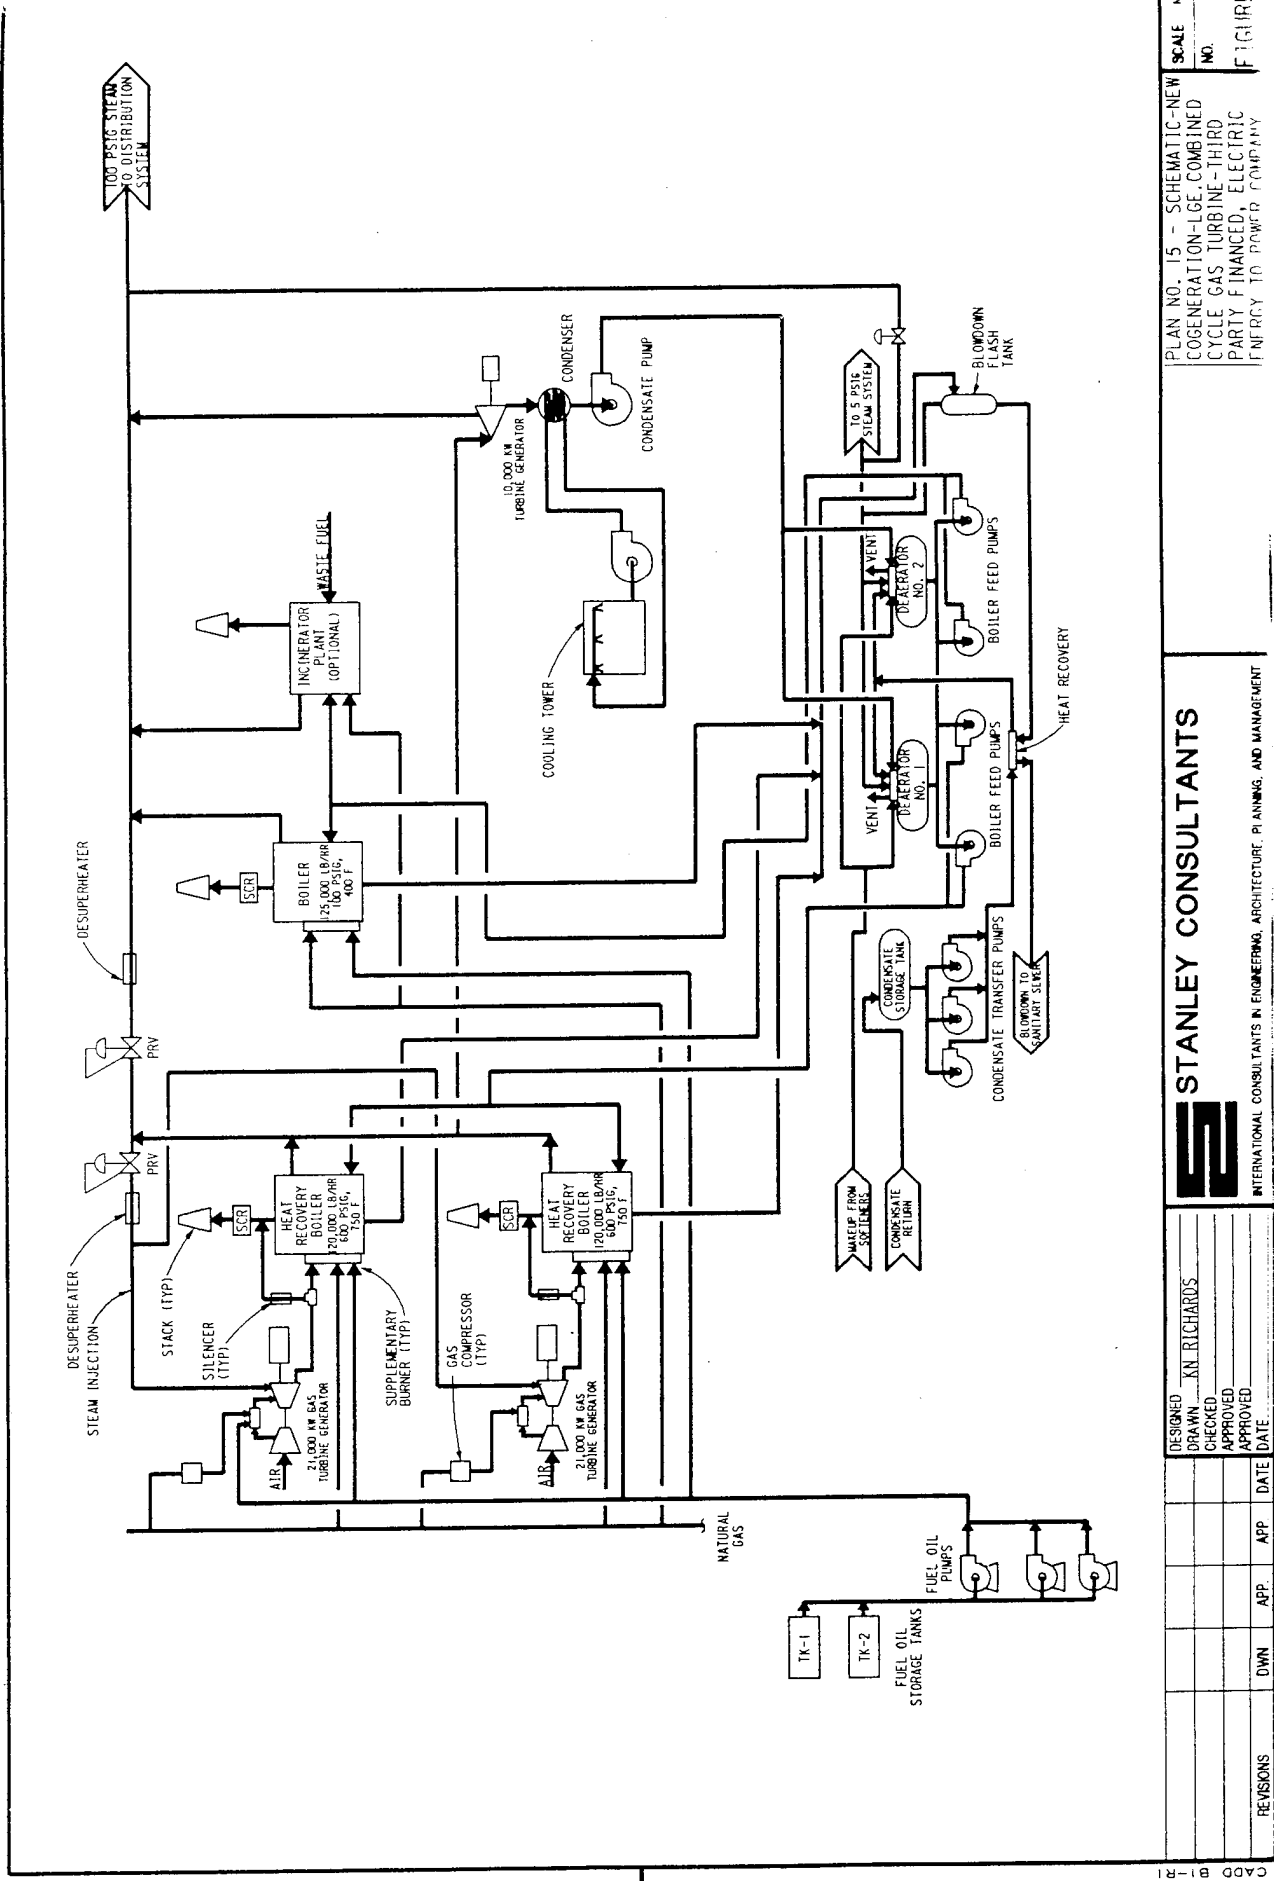 100 PSIG STEAM
TO DISTRIBUTION
SYSTEM
DESUPERHEATER
PRV
PRV
DESUPERHEATER
STEAM INJECTION
STACK (TYP)
SILENCER
(TYP)
SCR
HEAT
RECOVERY
BOILER
120,000 LB/HR
600 PSIG,
750 F
SUPPLEMENTARY
BURNER (TYP)
AIR
21,000 KW GAS
TURBINE GENERATOR
GAS
COMPRESSOR
(TYP)
SCR
HEAT
RECOVERY
BOILER
120,000 LB/HR
600 PSIG,
750 F
AIR
21,000 KW GAS
TURBINE GENERATOR
NATURAL
GAS
SCR
BOILER
125,000 LB/HR
100 PSIG,
400 F
INCINERATOR
PLANT
(OPTIONAL)
WASTE FUEL
10,000 KW
TURBINE GENERATOR
CONDENSER
CONDENSATE PUMP
COOLING TOWER
TO 5 PSIG
STEAM SYSTEM
BLOWDOWN
FLASH
TANK
VENT
DEAERATOR
NO. 2
VENT
DEAERATOR
NO. 1
BOILER FEED PUMPS
BOILER FEED PUMPS
HEAT RECOVERY
CONDENSATE
STORAGE TANK
CONDENSATE TRANSFER PUMPS
BLOWDOWN TO
SANITARY SEWER
MAKEUP FROM
SOFTENERS
CONDENSATE
RETURN
TK-1
TK-2
FUEL OIL
STORAGE TANKS
FUEL OIL
PUMPS
REVISIONS DWN APP. APP DATE
DESIGNED
DRAWN KN RICHARDS
CHECKED
APPROVED
APPROVED
DATE
STANLEY CONSULTANTS
INTERNATIONAL CONSULTANTS IN ENGINEERING, ARCHITECTURE, PLANNING, AND MANAGEMENT
PLAN NO. 15 - SCHEMATIC-NEW
COGENERATION-LGE.COMBINED
CYCLE GAS TURBINE-THIRD
PARTY FINANCED, ELECTRIC
ENERGY TO POWER COMPANY
SCALE
NO.
CADD B1-R1